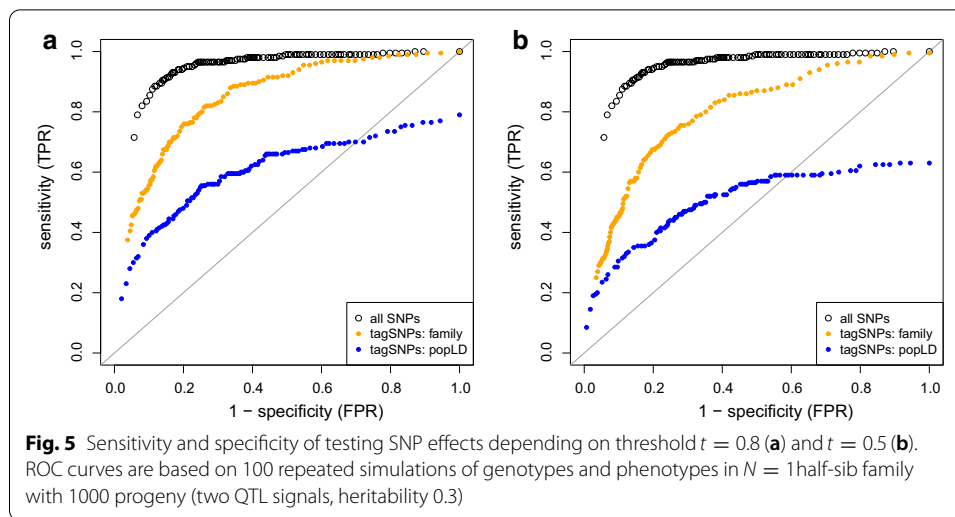 a
b
sensitivity (TPR)
1.0
0.8
0.6
0.4
0.2
0.0
all SNPs
tagSNPs: family
tagSNPs: popLD
0.0 0.2 0.4 0.6 0.8 1.0
1 − specificity (FPR)
sensitivity (TPR)
1.0
0.8
0.6
0.4
0.2
0.0
all SNPs
tagSNPs: family
tagSNPs: popLD
0.0 0.2 0.4 0.6 0.8 1.0
1 − specificity (FPR)
Fig. 5 Sensitivity and specificity of testing SNP effects depending on threshold t = 0.8 (a) and t = 0.5 (b).
ROC curves are based on 100 repeated simulations of genotypes and phenotypes in N = 1half-sib family
with 1000 progeny (two QTL signals, heritability 0.3)